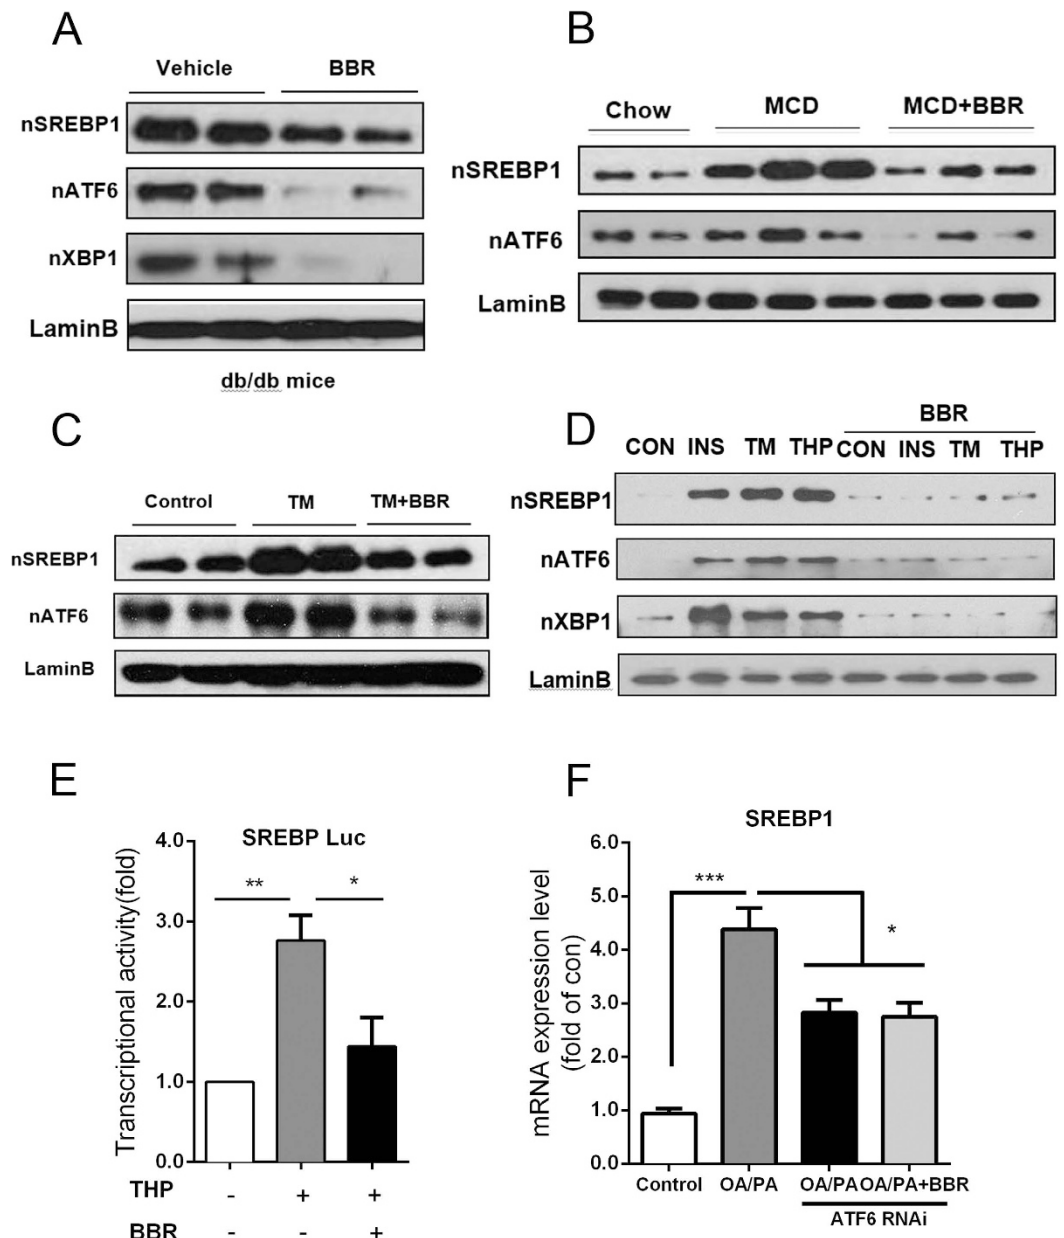 A
Vehicle BBR
nSREBP1
nATF6
nXBP1
LaminB
db/db mice
B
Chow MCD MCD+BBR
nSREBP1
nATF6
LaminB
C
Control TM TM+BBR
nSREBP1
nATF6
LaminB
D
BBR
CON INS TM THP CON INS TM THP
nSREBP1
nATF6
nXBP1
LaminB
E
SREBP Luc
Transcriptional activity(fold)
4.0
3.0
2.0
1.0
0.0
** *
THP - + +
BBR - - +
F
SREBP1
mRNA expression level
(fold of con)
6.0
5.0
4.0
3.0
2.0
1.0
0.0
***
*
Control OA/PA OA/PA OA/PA+BBR
ATF6 RNAi